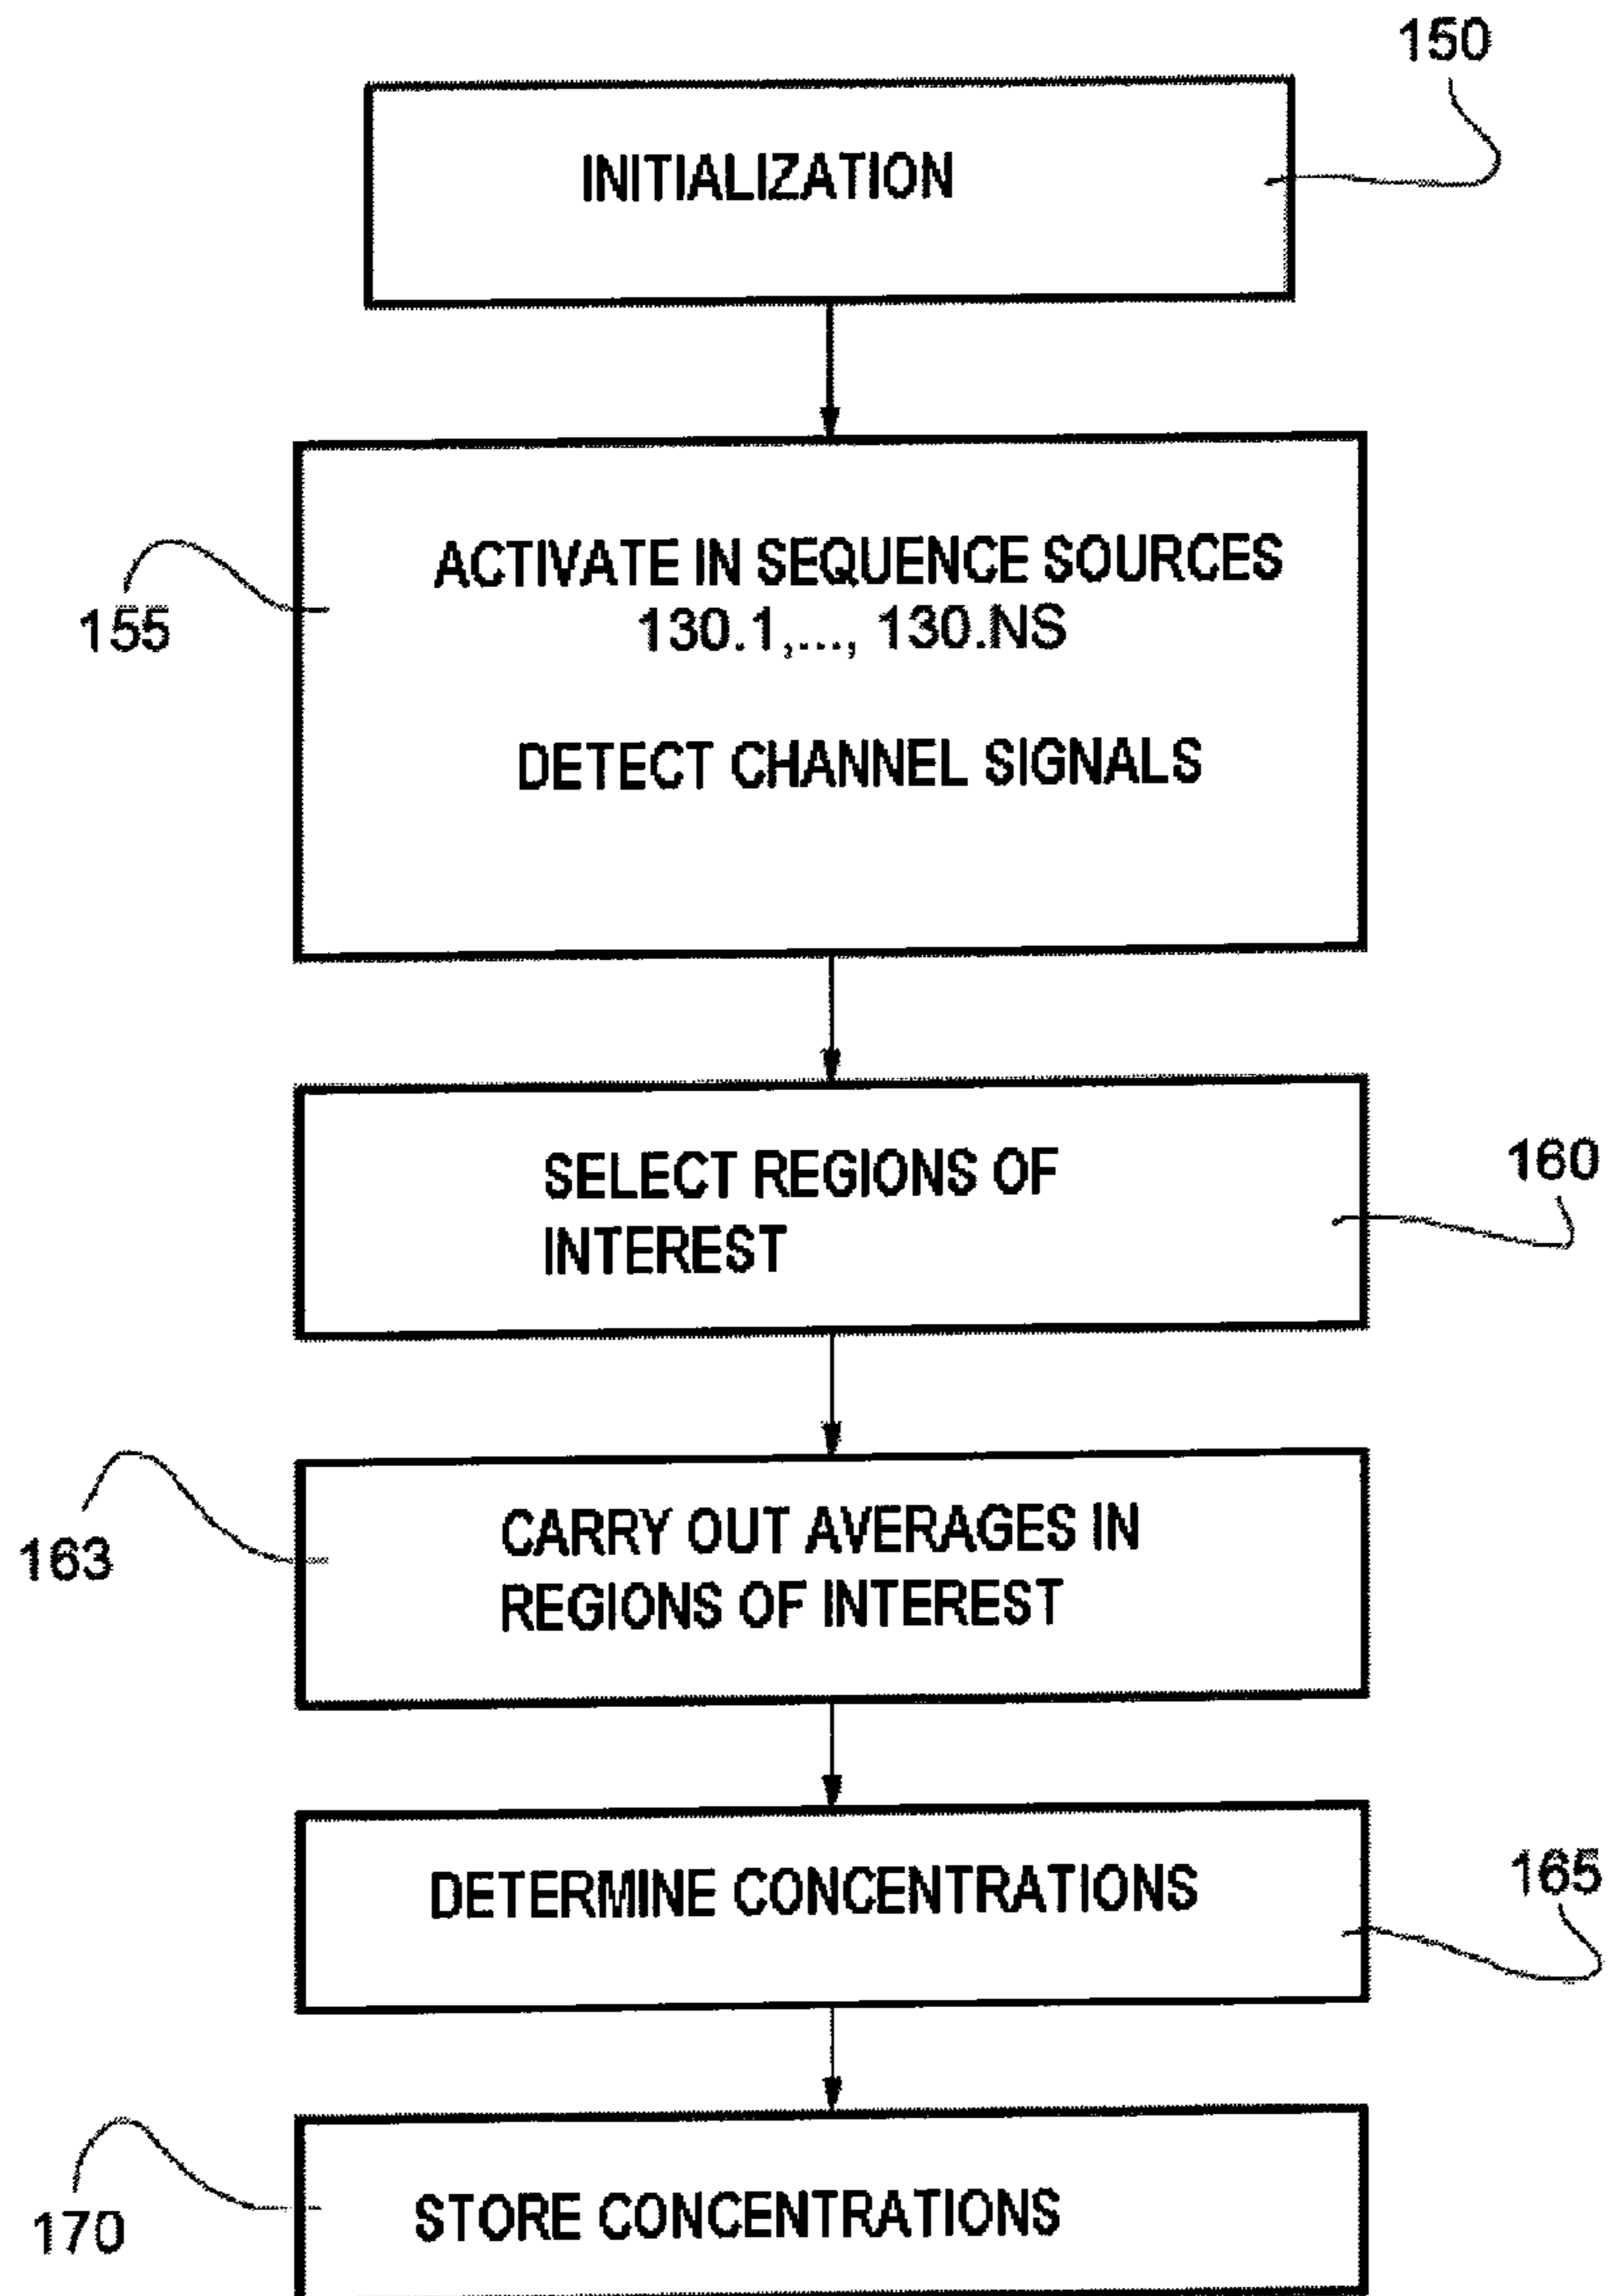 150
INITIALIZATION
ACTIVATE IN SEQUENCE SOURCES
130.1,..., 130.NS
155
DETECT CHANNEL SIGNALS
SELECT REGIONS OF
INTEREST
160
CARRY OUT AVERAGES IN
REGIONS OF INTEREST
163
DETERMINE CONCENTRATIONS
165
STORE CONCENTRATIONS
170